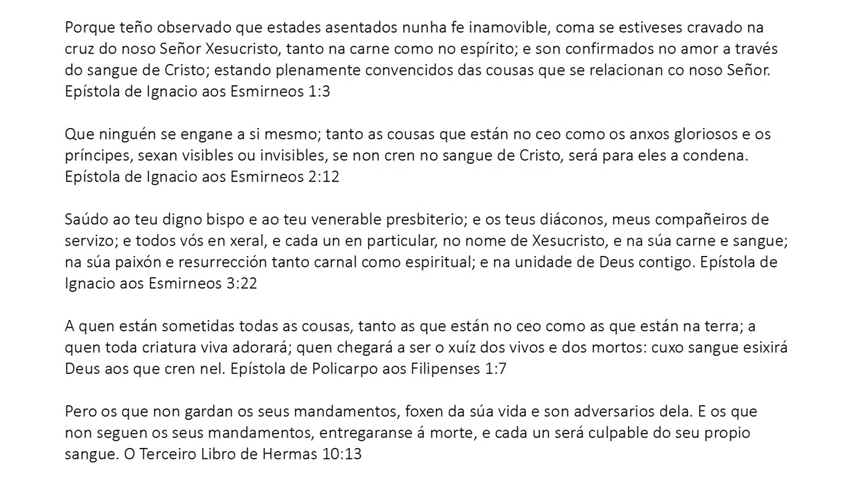 Porque teño observado que estades asentados nunha fe inamovible, coma se estiveses cravado na
cruz do noso Señor Xesucristo, tanto na carne como no espírito; e son confirmados no amor a través
do sangue de Cristo; estando plenamente convencidos das cousas que se relacionan co noso Señor.
Epístola de Ignacio aos Esmirneos 1:3
Que ninguén se engane a si mesmo; tanto as cousas que están no ceo como os anxos gloriosos e os
príncipes, sexan visibles ou invisibles, se non cren no sangue de Cristo, será para eles a condena.
Epístola de Ignacio aos Esmirneos 2:12
Saúdo ao teu digno bispo e ao teu venerable presbiterio; e os teus diáconos, meus compañeiros de
servizo; e todos vós en xeral, e cada un en particular, no nome de Xesucristo, e na súa carne e sangue;
na súa paixón e resurrección tanto carnal como espiritual; e na unidade de Deus contigo. Epístola de
Ignacio aos Esmirneos 3:22
A quen están sometidas todas as cousas, tanto as que están no ceo como as que están na terra; a
quen toda criatura viva adorará; quen chegará a ser o xuíz dos vivos e dos mortos: cuxo sangue esixirá
Deus aos que cren nel. Epístola de Policarpo aos Filipenses 1:7
Pero os que non gardan os seus mandamentos, foxen da súa vida e son adversarios dela. E os que
non seguen os seus mandamentos, entregaranse á morte, e cada un será culpable do seu propio
sangue. O Terceiro Libro de Hermas 10:13